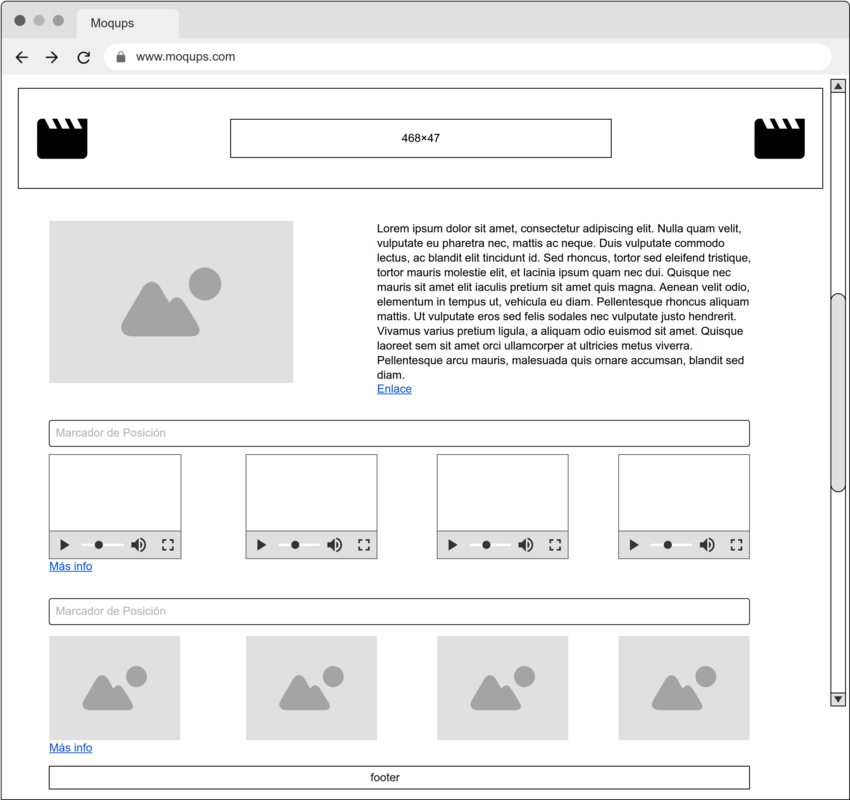 Moqups
www.moqups.com
468×47
Lorem ipsum dolor sit amet, consectetur adipiscing elit. Nulla quam velit,
vulputate eu pharetra nec, mattis ac neque. Duis vulputate commodo
lectus, ac blandit elit tincidunt id. Sed rhoncus, tortor sed eleifend tristique,
tortor mauris molestie elit, et lacinia ipsum quam nec dui. Quisque nec
mauris sit amet elit iaculis pretium sit amet quis magna. Aenean velit odio,
elementum in tempus ut, vehicula eu diam. Pellentesque rhoncus aliquam
mattis. Ut vulputate eros sed felis sodales nec vulputate justo hendrerit.
Vivamus varius pretium ligula, a aliquam odio euismod sit amet. Quisque
laoreet sem sit amet orci ullamcorper at ultricies metus viverra.
Pellentesque arcu mauris, malesuada quis ornare accumsan, blandit sed
diam.
Enlace
Marcador de Posición
Más info
Marcador de Posición
Más info
footer